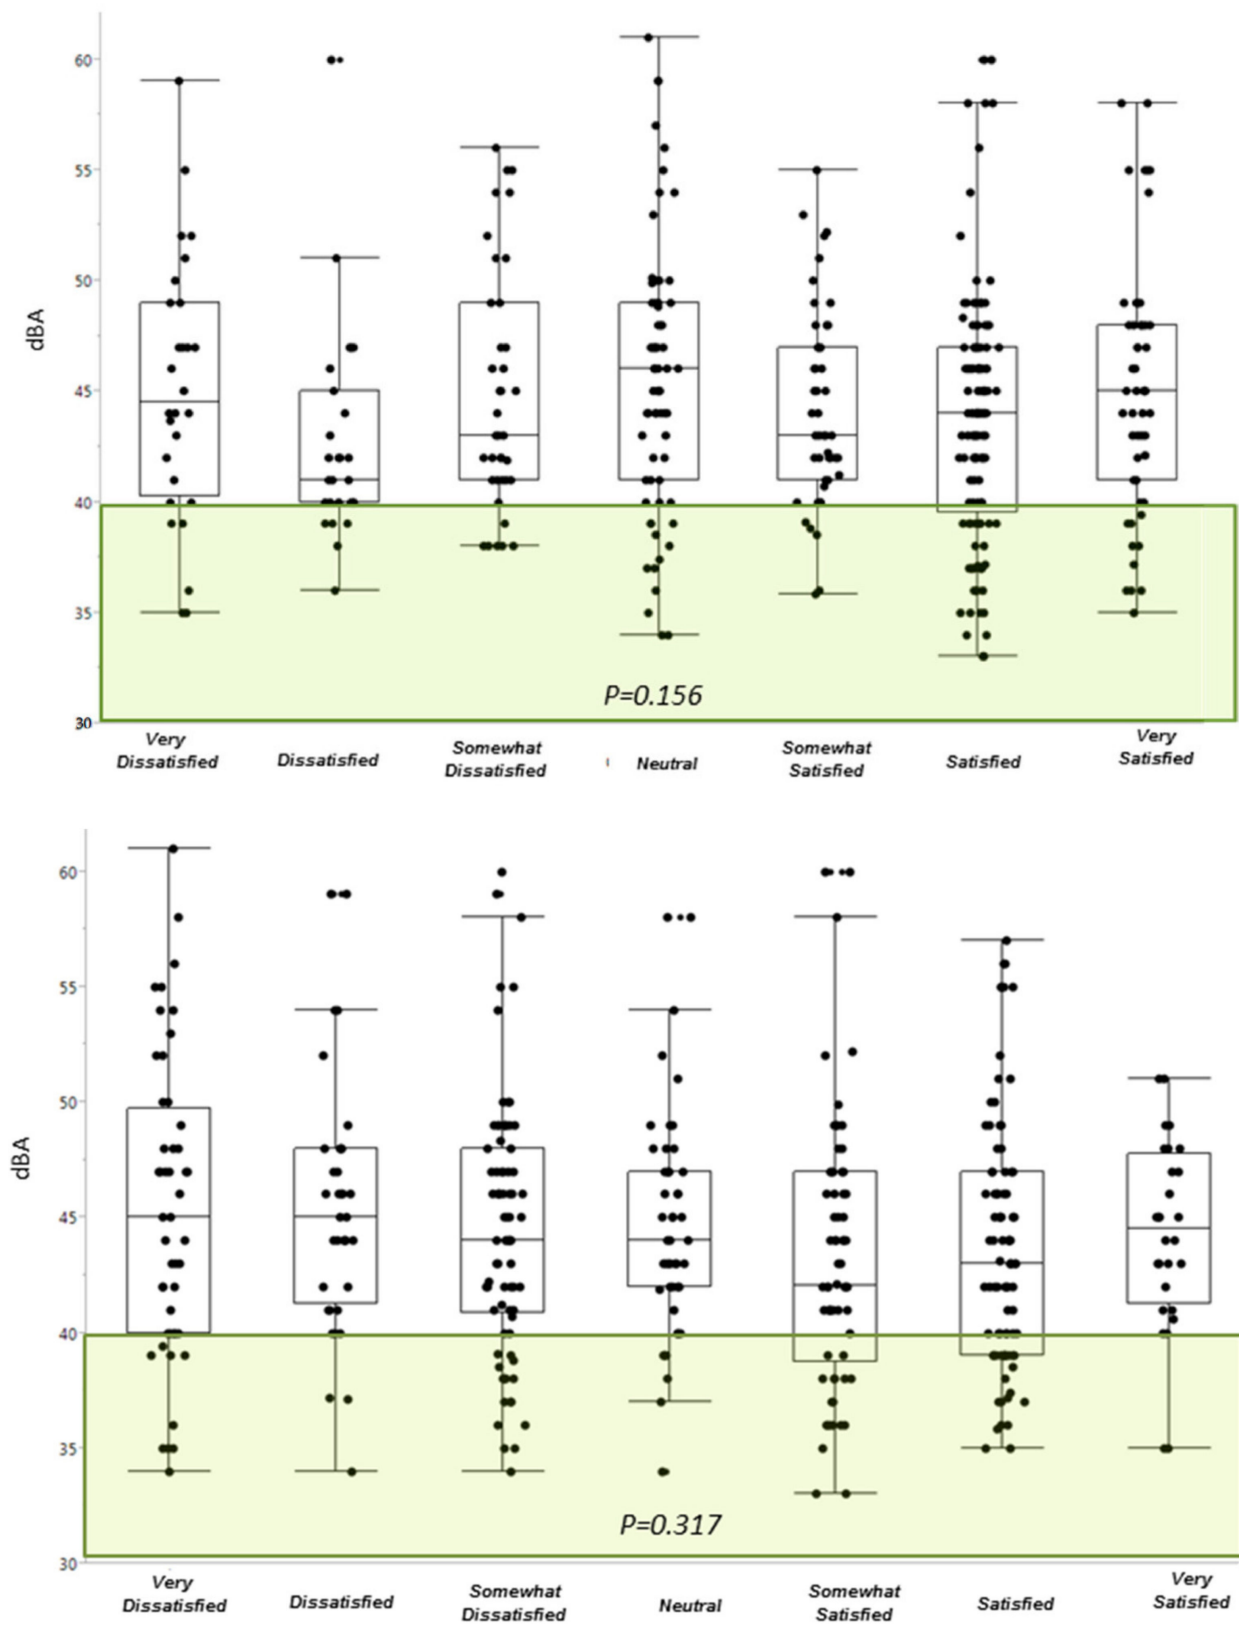 60
55
50
dBA
45
40
35
P=0.156
30
Very
Dissatisfied
Dissatisfied
Somewhat
Dissatisfied
Neutral
Somewhat
Satisfied
Satisfied
Very
Satisfied
60
55
50
dBA
45
40
35
P=0.317
30
Very
Dissatisfied
Dissatisfied
Somewhat
Dissatisfied
Neutral
Somewhat
Satisfied
Satisfied
Very
Satisfied